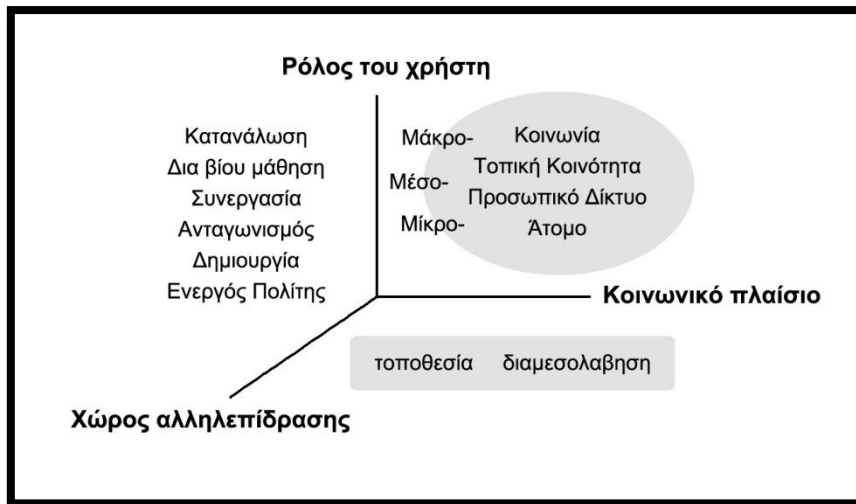 Ρόλος του χρήστη
Κατανάλωση
Δια βίου μάθηση
Συνεργασία
Ανταγωνισμός
Δημιουργία
Ενεργός Πολίτης
Μάκρο-
Μέσο-
Μίκρο-
Κοινωνία
Τοπική Κοινότητα
Προσωπικό Δίκτυο
Άτομο
Κοινωνικό πλαίσιο
τοποθεσία διαμεσολαβηση
Χώρος αλληλεπίδρασης